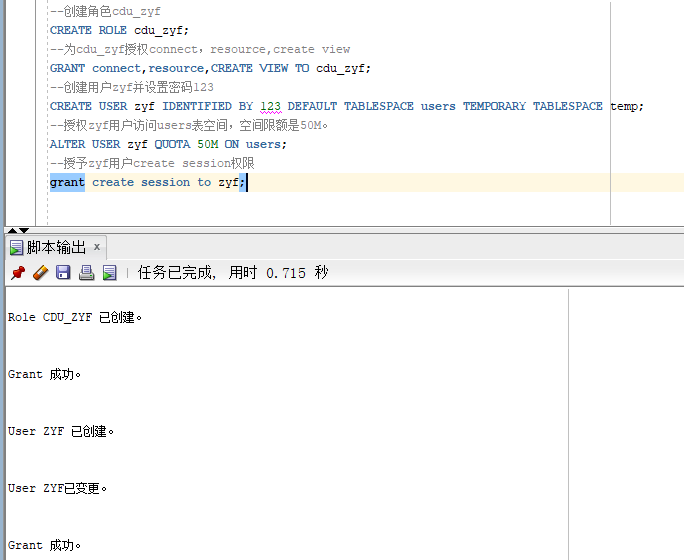 --创建角色cdu_zyf
CREATE ROLE cdu_zyf;
--为cdu_zyf授权connect，resource,create view
GRANT connect,resource,CREATE VIEW TO cdu_zyf;
--创建用户zyf并设置密码123
CREATE USER zyf IDENTIFIED BY 123 DEFAULT TABLESPACE users TEMPORARY TABLESPACE temp;
--授权zyf用户访问users表空间，空间限额是50M。
ALTER USER zyf QUOTA 50M ON users;
--授予zyf用户create session权限
grant create session to zyf;
脚本输出 x
任务已完成, 用时 0.715 秒
Role CDU_ZYF 已创建。
Grant 成功。
User ZYF 已创建。
User ZYF已变更。
Grant 成功。